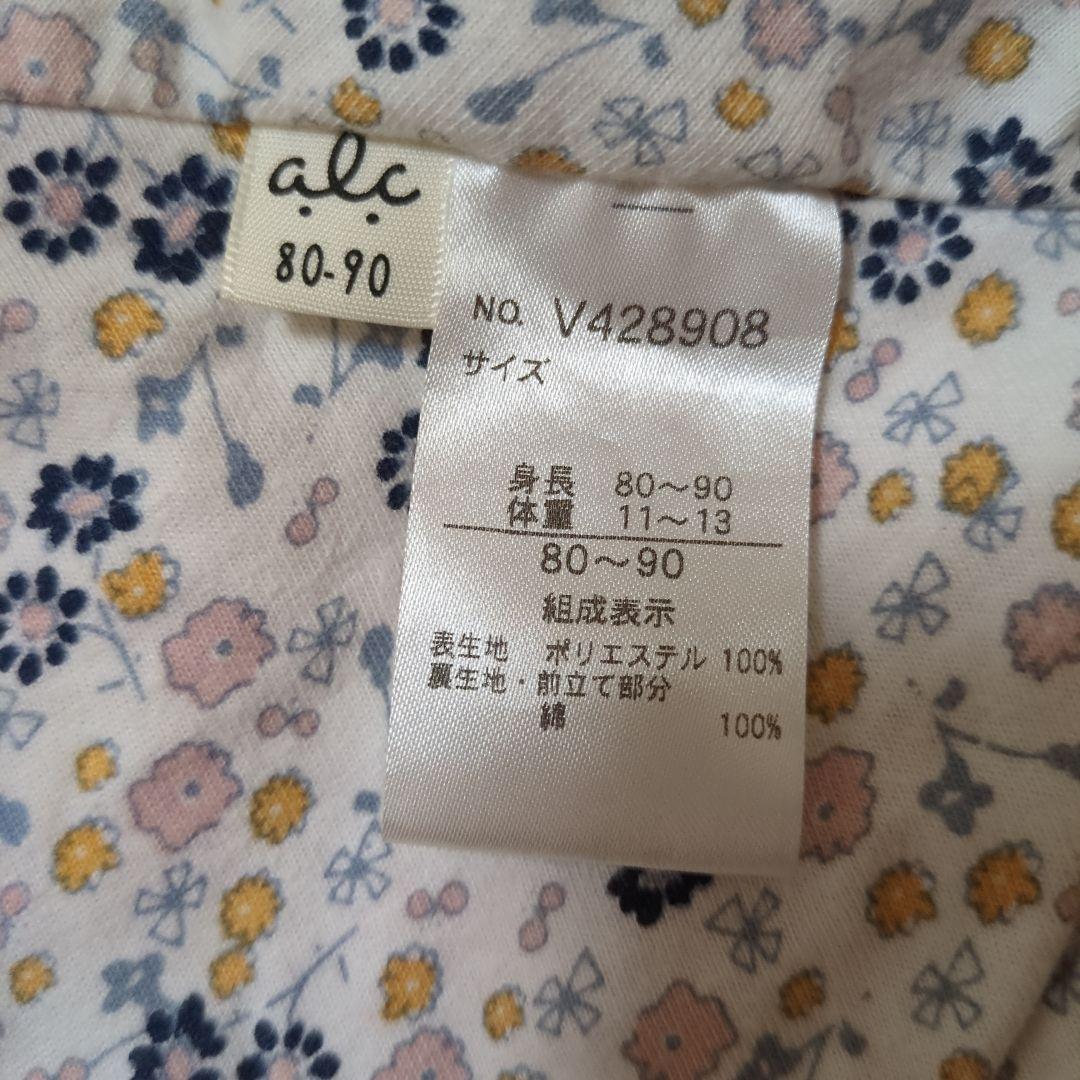 alc
80-90
NO. V428908
サイズ
身長 80〜90
体重 11〜13
80〜90
組成表示
表生地 ポリエステル 100%
裏生地・前立て部分
綿 100%